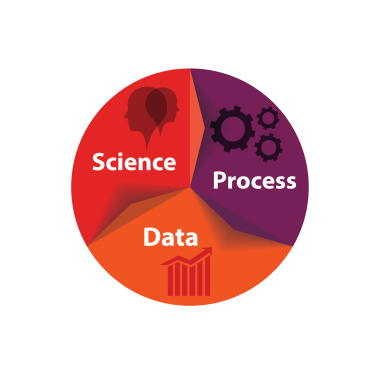 Science
Process
Data